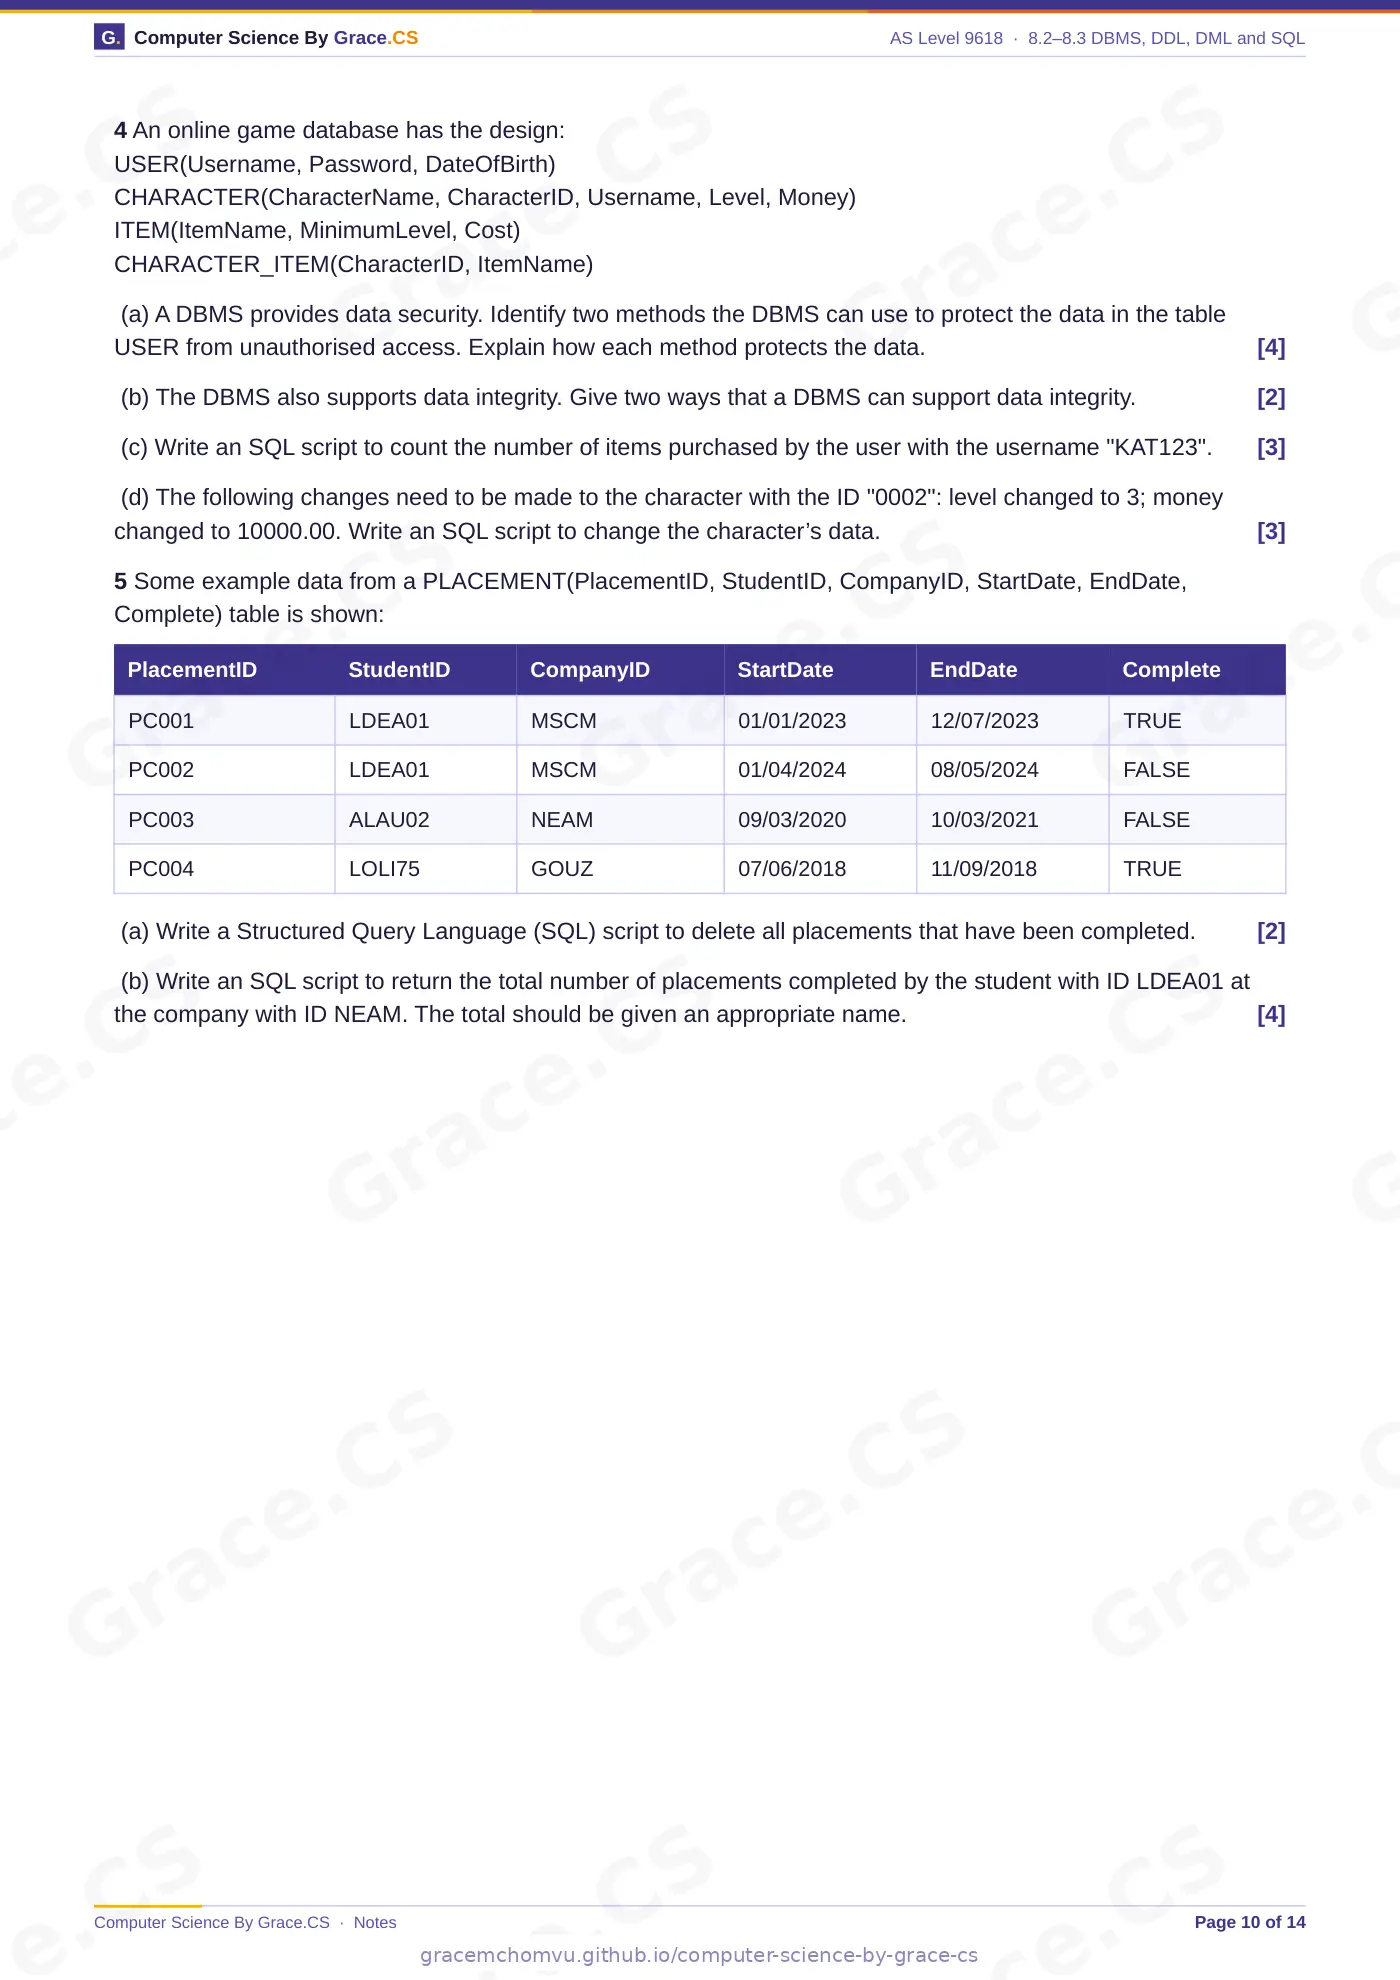 G. Computer Science By Grace.CS
AS Level 9618 · 8.2–8.3 DBMS, DDL, DML and SQL
4 An online game database has the design:
USER(Username, Password, DateOfBirth)
CHARACTER(CharacterName, CharacterID, Username, Level, Money)
ITEM(ItemName, MinimumLevel, Cost)
CHARACTER_ITEM(CharacterID, ItemName)
(a) A DBMS provides data security. Identify two methods the DBMS can use to protect the data in the table
USER from unauthorised access. Explain how each method protects the data. [4]
(b) The DBMS also supports data integrity. Give two ways that a DBMS can support data integrity. [2]
(c) Write an SQL script to count the number of items purchased by the user with the username "KAT123". [3]
(d) The following changes need to be made to the character with the ID "0002": level changed to 3; money
changed to 10000.00. Write an SQL script to change the character’s data. [3]
5 Some example data from a PLACEMENT(PlacementID, StudentID, CompanyID, StartDate, EndDate,
Complete) table is shown:
PlacementID StudentID CompanyID StartDate EndDate Complete
PC001 LDEA01 MSCM 01/01/2023 12/07/2023 TRUE
PC002 LDEA01 MSCM 01/04/2024 08/05/2024 FALSE
PC003 ALAU02 NEAM 09/03/2020 10/03/2021 FALSE
PC004 LOLI75 GOUZ 07/06/2018 11/09/2018 TRUE
(a) Write a Structured Query Language (SQL) script to delete all placements that have been completed. [2]
(b) Write an SQL script to return the total number of placements completed by the student with ID LDEA01 at
the company with ID NEAM. The total should be given an appropriate name. [4]
Computer Science By Grace.CS · Notes
Page 10 of 14
gracemchomvu.github.io/computer-science-by-grace-cs